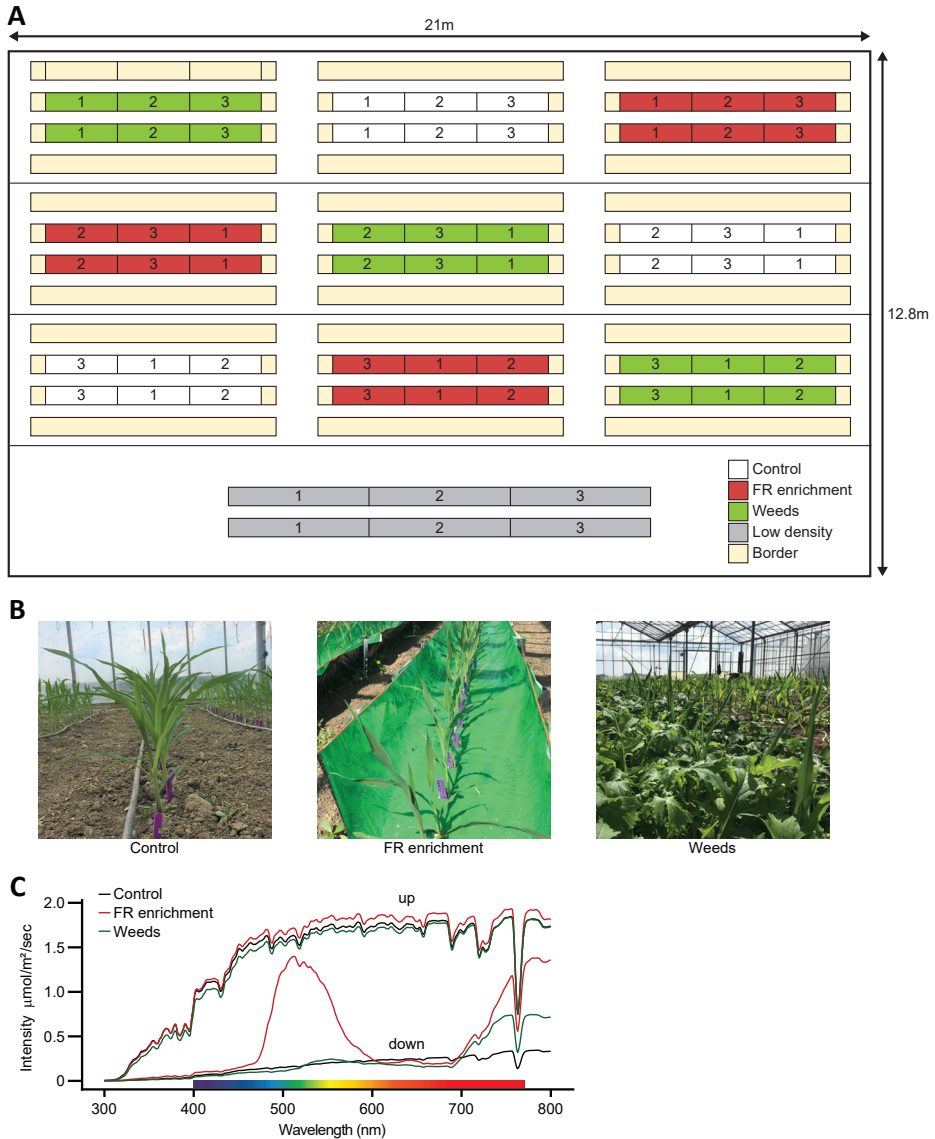 A
21m
1 2 3 1 2 3 1 2 3
1 2 3 1 2 3 1 2 3
2 3 1 2 3 1 2 3 1
2 3 1 2 3 1 2 3 1
12.8m
3 1 2 3 1 2 3 1 2
3 1 2 3 1 2 3 1 2
1 2 3
1 2 3
Control
FR enrichment
Weeds
Low density
Border
B
Control
FR enrichment
Weeds
C
Control
FR enrichment
Weeds
up
down
Intensity µmol/m²/sec
2.0
1.5
1.0
0.5
0
300 400 500 600 700 800
Wavelength (nm)